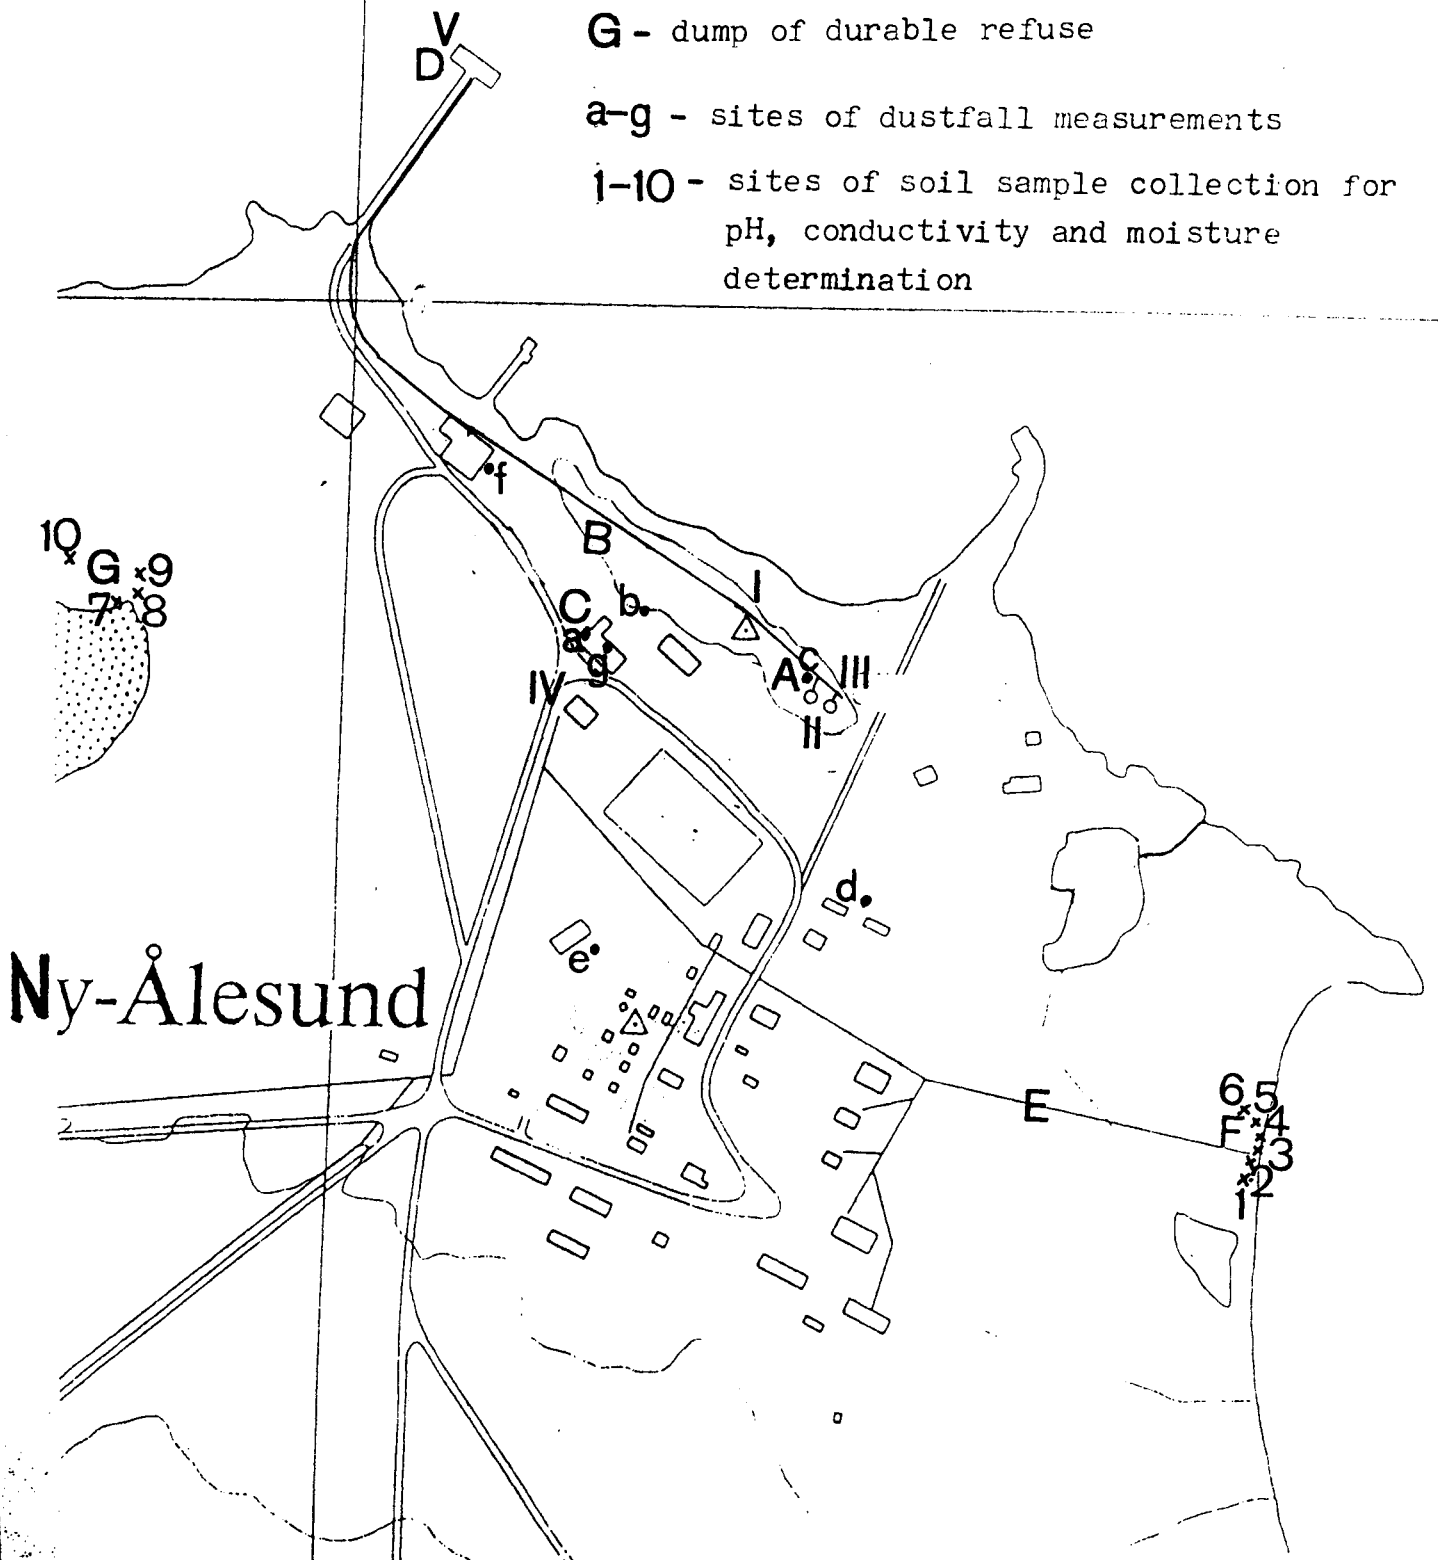 V
D
G - dump of durable refuse
a-g - sites of dustfall measurements
1-10 - sites of soil sample collection for
pH, conductivity and moisture
determination
f
B
10
G
9
7
8
I
C
b
a
g
c
A
III
IV
II
d
e
Ny-Ålesund
2
E
6
5
F
4
3
2
1